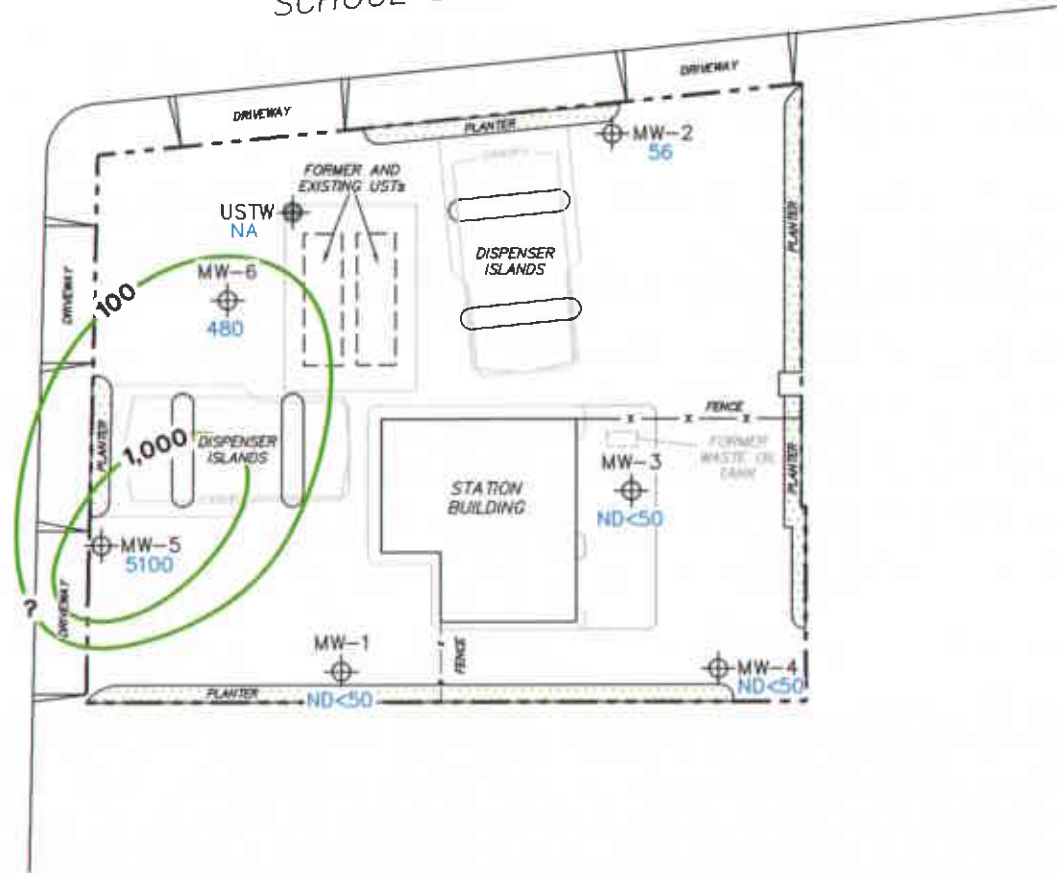 SCHOOL
DRIVEWAY
DRIVEWAY
PLANTER
MW-2
56
CANOPY
FORMER AND
EXISTING USTs
USTW
NA
DISPENSER
ISLANDS
PLANTER
DRIVEWAY
MW-6
480
100
PLANTER
1,000
DISPENSER
ISLANDS
FENCE
x x x
FORMER
WASTE OIL
TANK
PLANTER
MW-3
ND<50
STATION
BUILDING
MW-5
5100
?
DRIVEWAY
MW-1
ND<50
FENCE
MW-4
ND<50
PLANTER